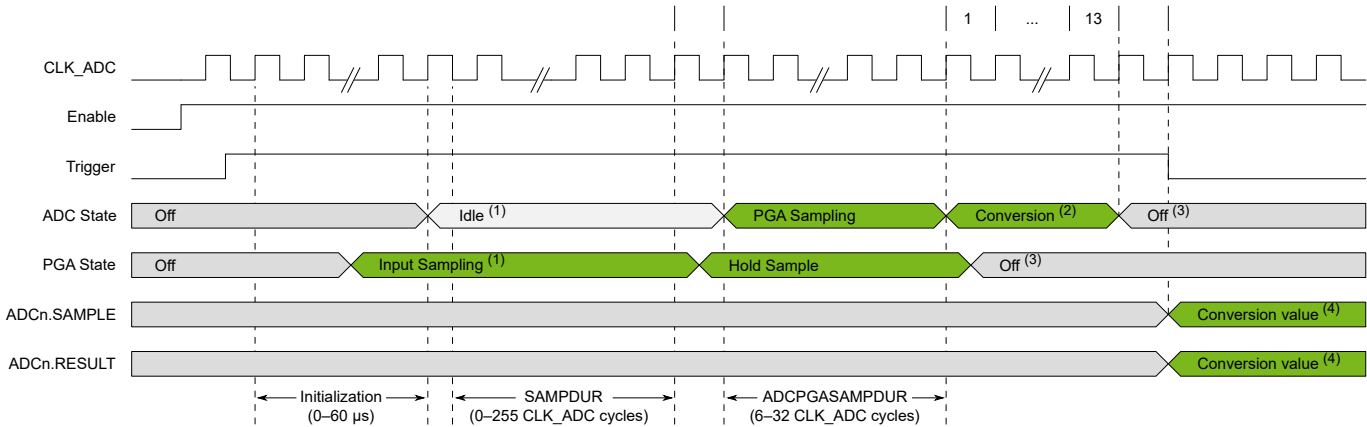 1 ... 13
CLK_ADC
Enable
Trigger
ADC State Off Idle (1) PGA Sampling Conversion (2) Off (3)
PGA State Off Input Sampling (1) Hold Sample Off (3)
ADCn.SAMPLE Conversion value (4)
ADCn.RESULT Conversion value (4)
Initialization SAMPDUR ADCPGASAMPDUR
(0–60 µs) (0–255 CLK_ADC cycles) (6–32 CLK_ADC cycles)